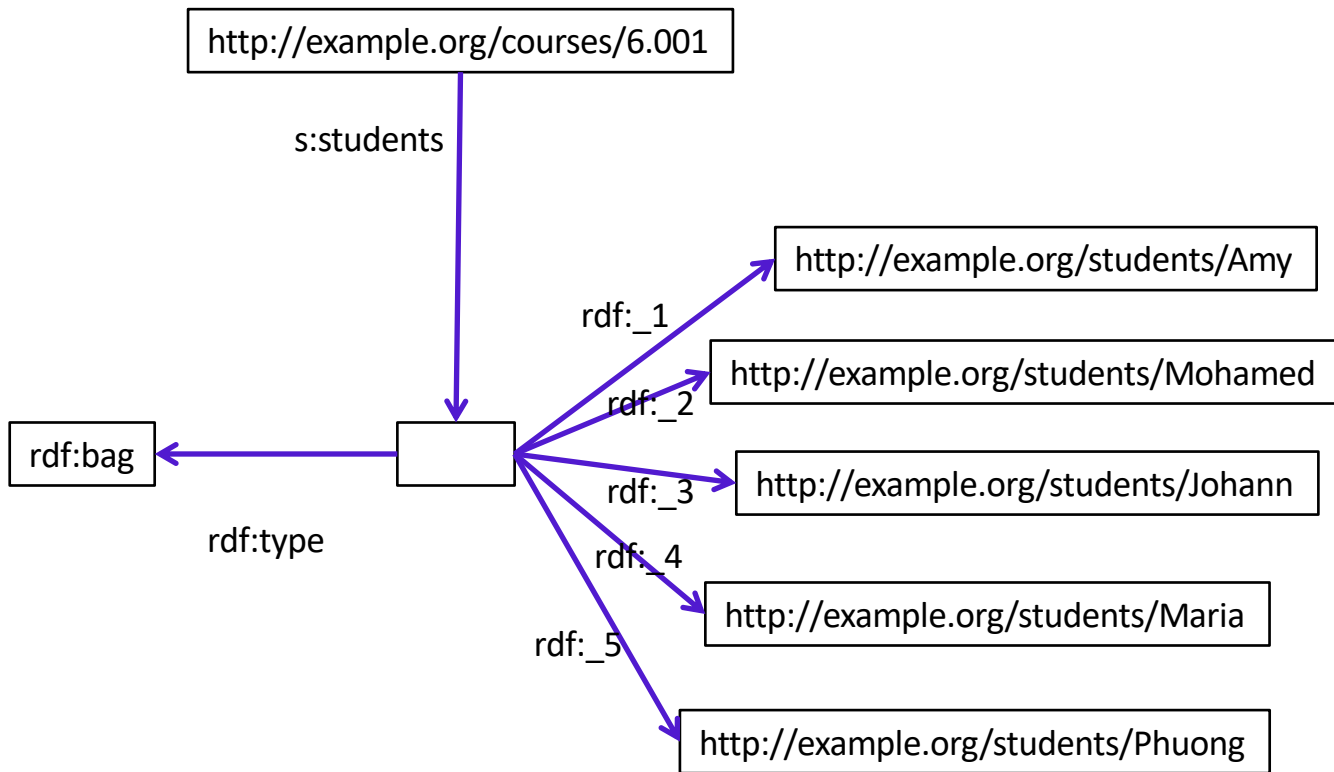 http://example.org/courses/6.001
s:students
http://example.org/students/Amy
rdf:_1
http://example.org/students/Mohamed
rdf:_2
rdf:bag
http://example.org/students/Johann
rdf:_3
rdf:type
rdf:_4
http://example.org/students/Maria
rdf:_5
http://example.org/students/Phuong